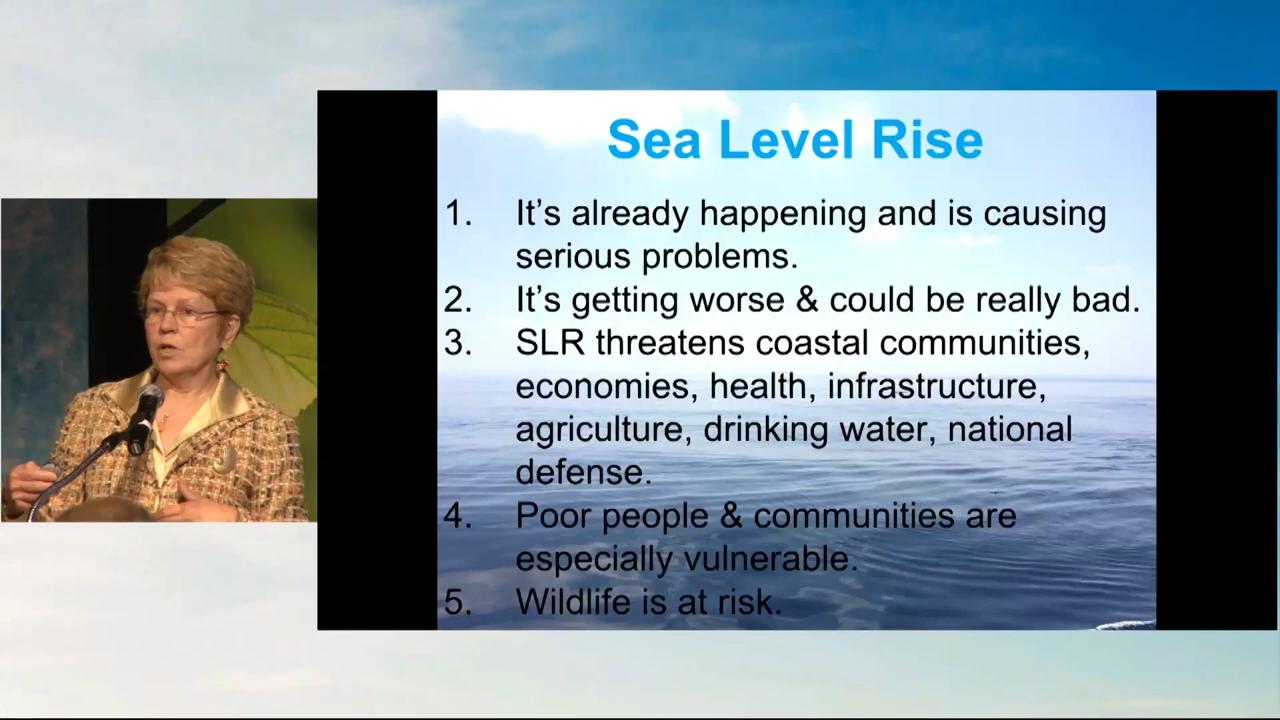 Sea Level Rise
1. It's already happening and is causing
serious problems.
2. It's getting worse & could be really bad.
3. SLR threatens coastal communities,
economies, health, infrastructure,
agriculture, drinking water, national
defense.
4. Poor people & communities are
especially vulnerable.
5. Wildlife is at risk.